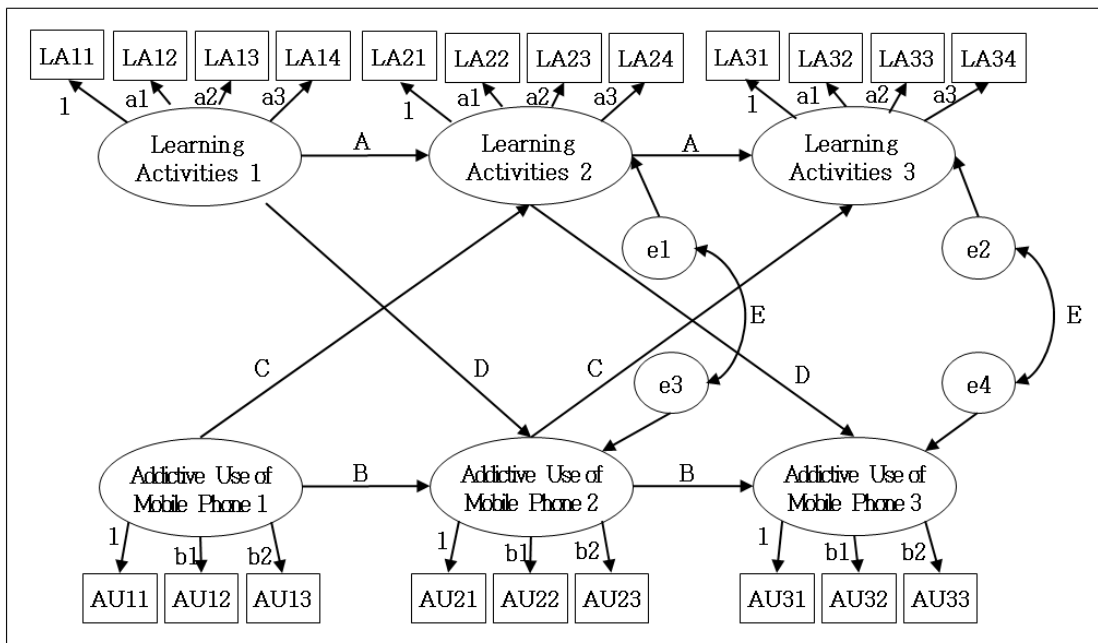 LA11 LA12 LA13 LA14 LA21 LA22 LA23 LA24 LA31 LA32 LA33 LA34
1 a1 a2 a3 1 a1 a2 a3 1 a1 a2 a3
Learning
Activities 1
A
Learning
Activities 2
A
Learning
Activities 3
e1
e2
E
E
C
D
C
D
e3
e4
Addictive Use of
Mobile Phone 1
B
Addictive Use of
Mobile Phone 2
B
Addictive Use of
Mobile Phone 3
1 b1 b2 1 b1 b2 1 b1 b2
AU11 AU12 AU13 AU21 AU22 AU23 AU31 AU32 AU33